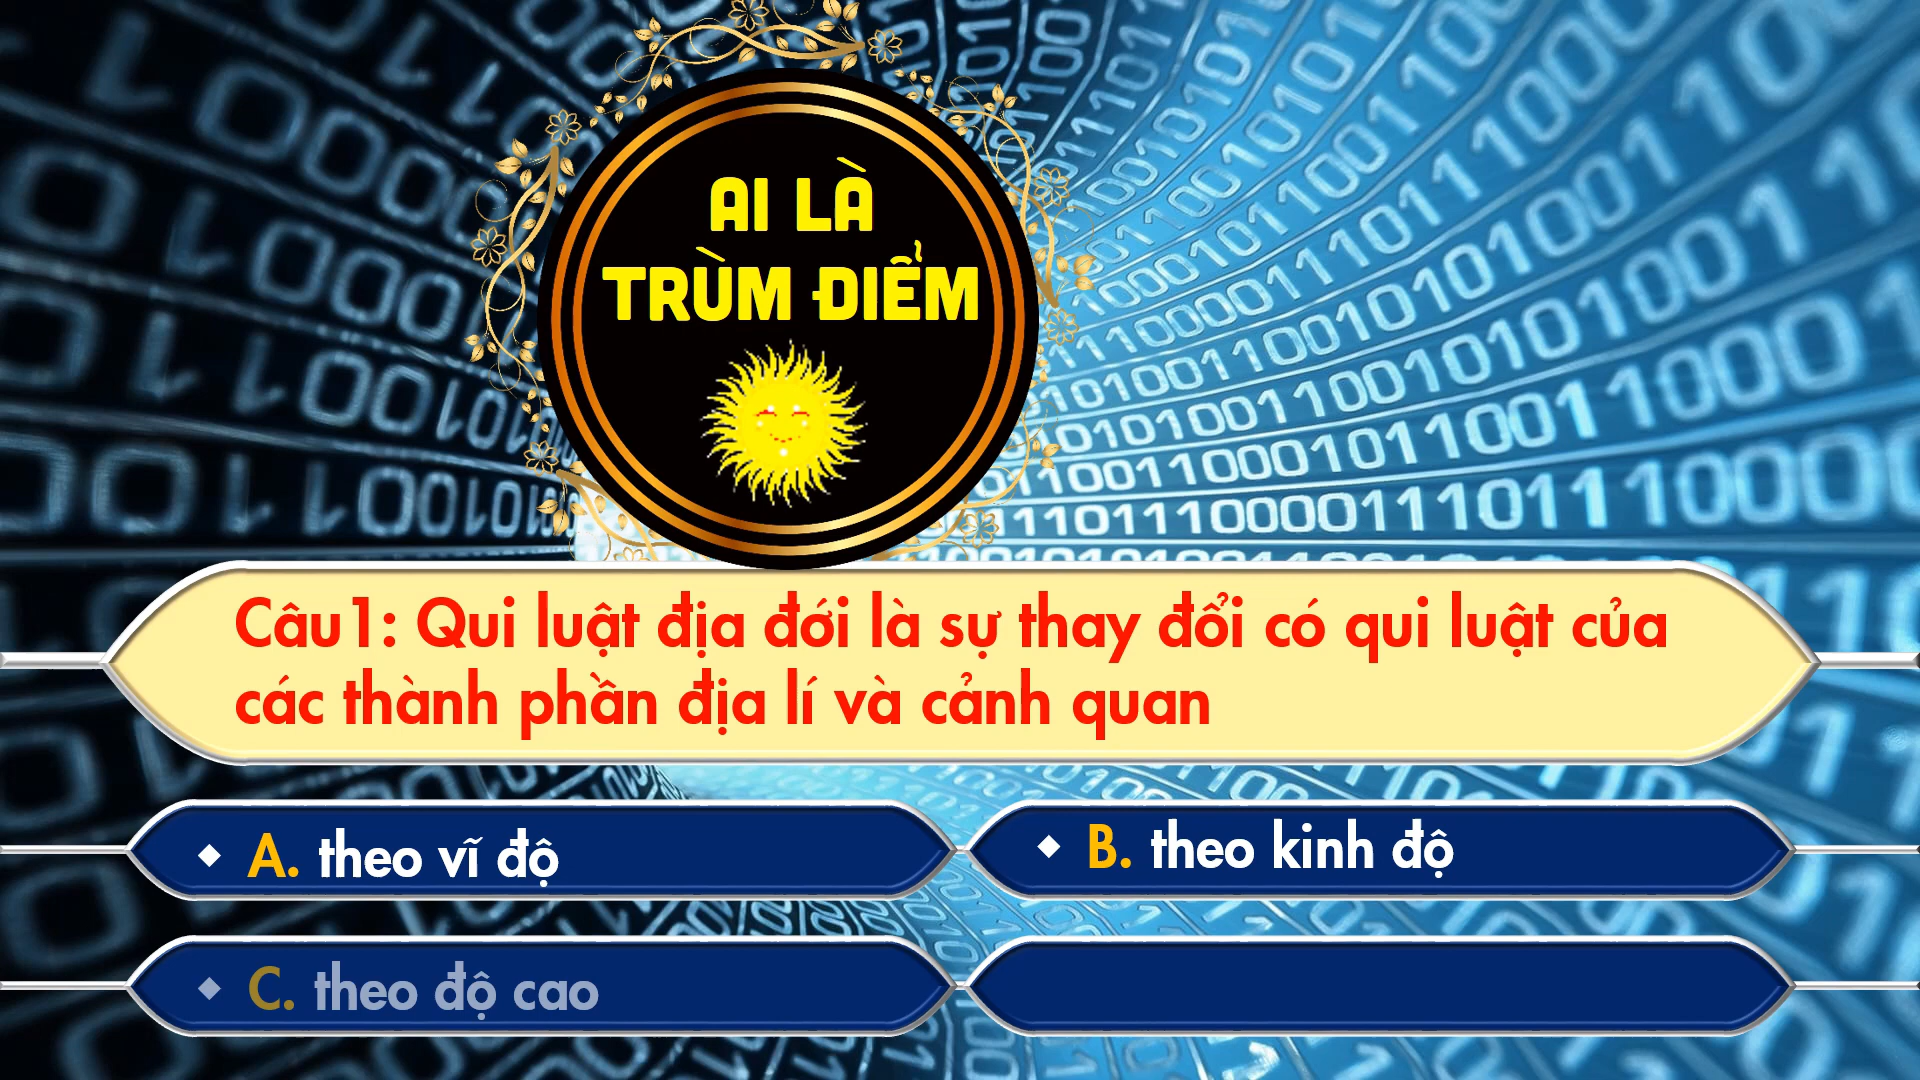 AI LÀ
TRÙM ĐIỂM
Câu1: Qui luật địa đới là sự thay đổi có qui luật của
các thành phần địa lí và cảnh quan
A. theo vĩ độ
B. theo kinh độ
C. theo độ cao